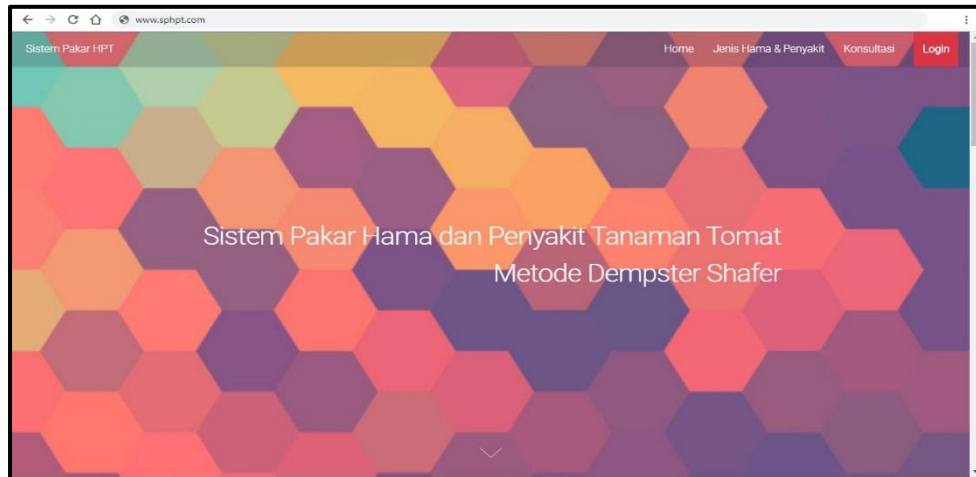 www.sphpt.com
Sistem Pakar HPT Home Jenis Hama & Penyakit Konsultasi Login
Sistem Pakar Hama dan Penyakit Tanaman Tomat
Metode Dempster Shafer